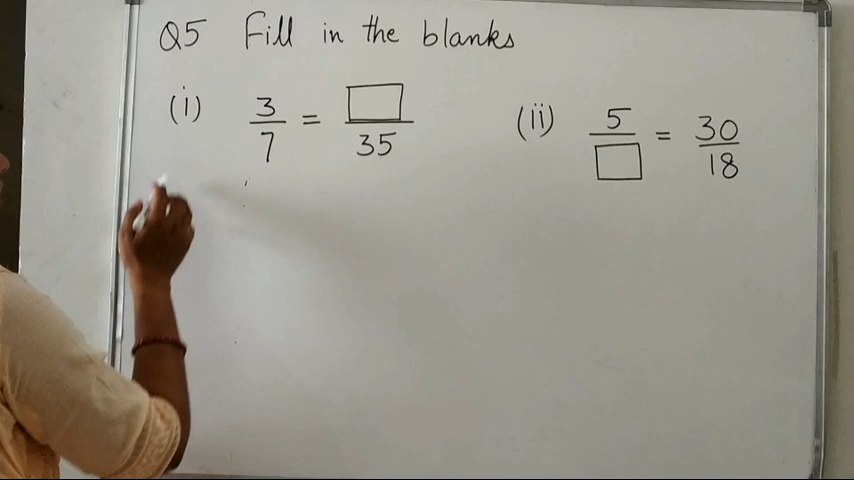 Q5 Fill in the blanks
(i) 3/7 = □/35
(ii) 5/□ = 30/18